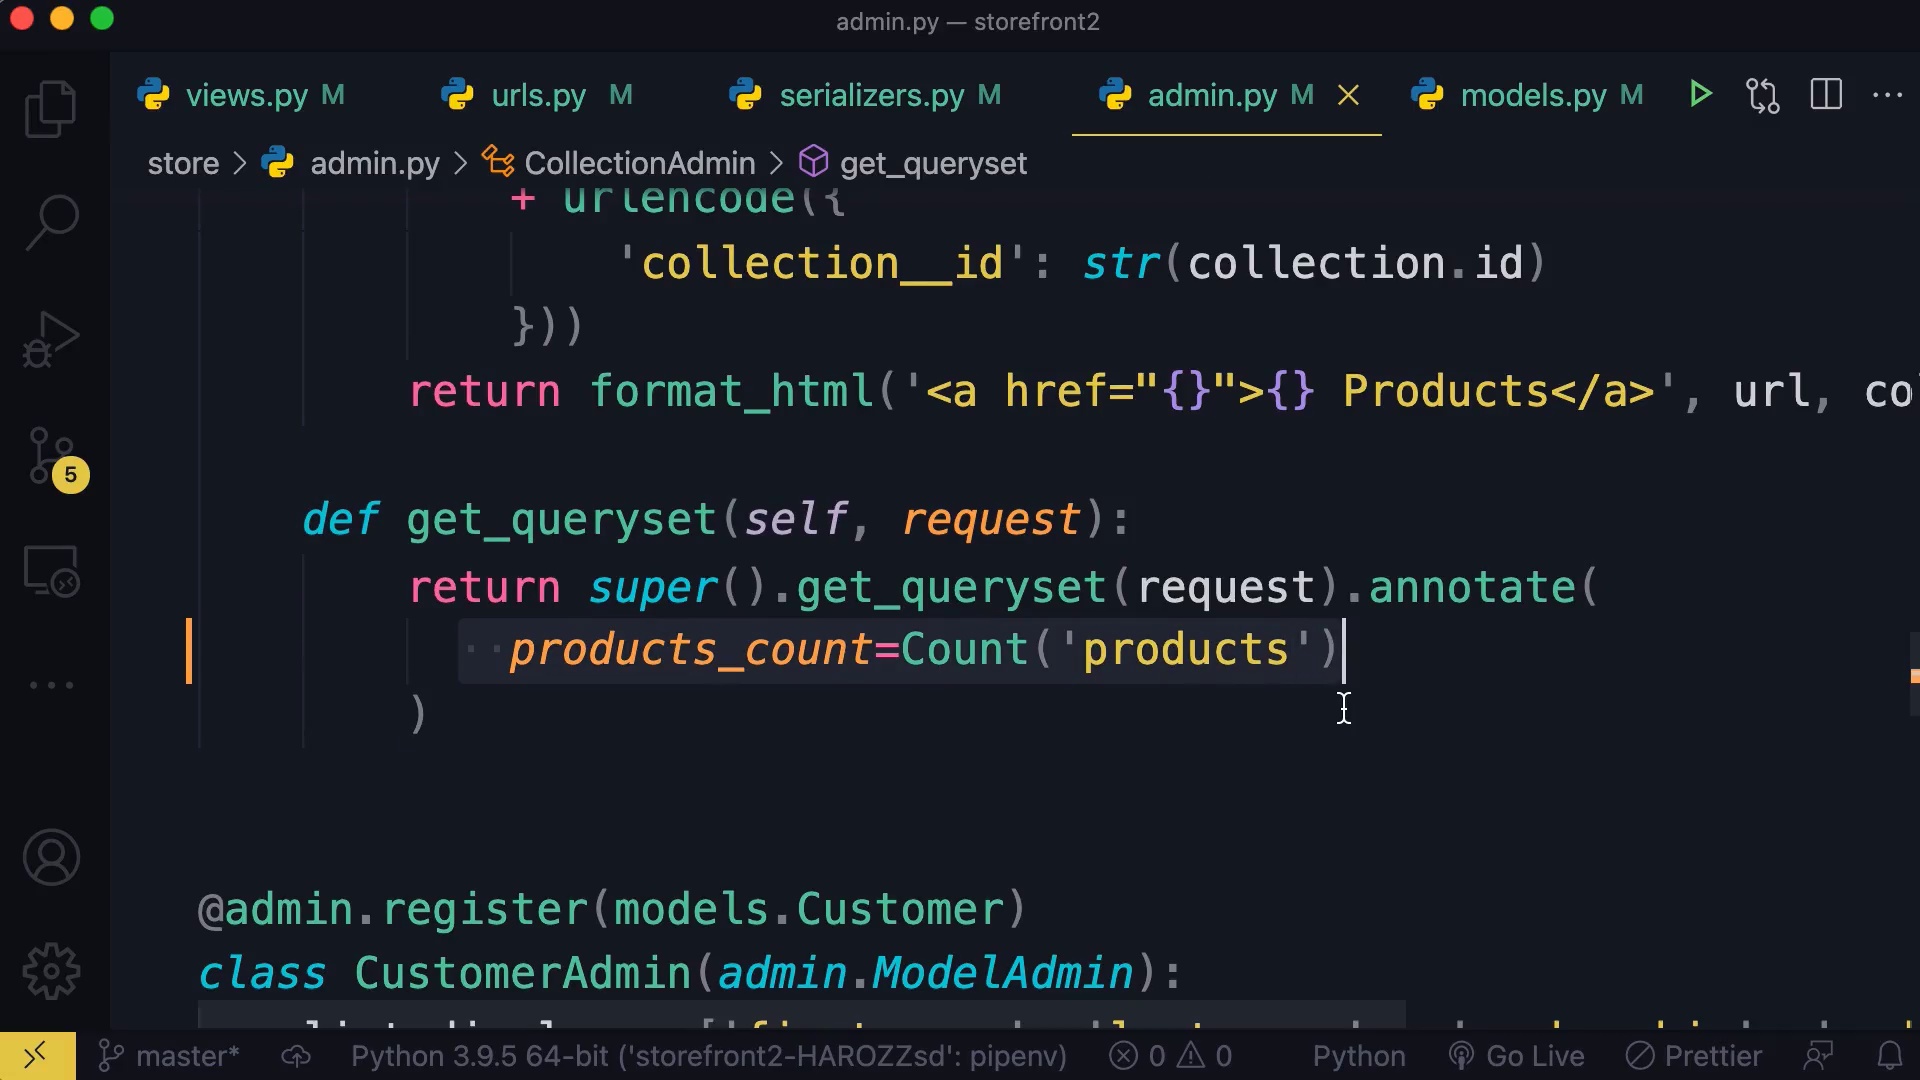 admin.py — storefront2
views.py M urls.py M serializers.py M admin.py M models.py M
store > admin.py > CollectionAdmin > get_queryset
+ urlencode({
'collection__id': str(collection.id)
}))
return format_html('<a href="{}">{} Products</a>', url, co
def get_queryset(self, request):
return super().get_queryset(request).annotate(
products_count=Count('products')
)
@admin.register(models.Customer)
class CustomerAdmin(admin.ModelAdmin):
5
master* Python 3.9.5 64-bit ('storefront2-HAROZZsd': pipenv) 0 0 Python Go Live Prettier